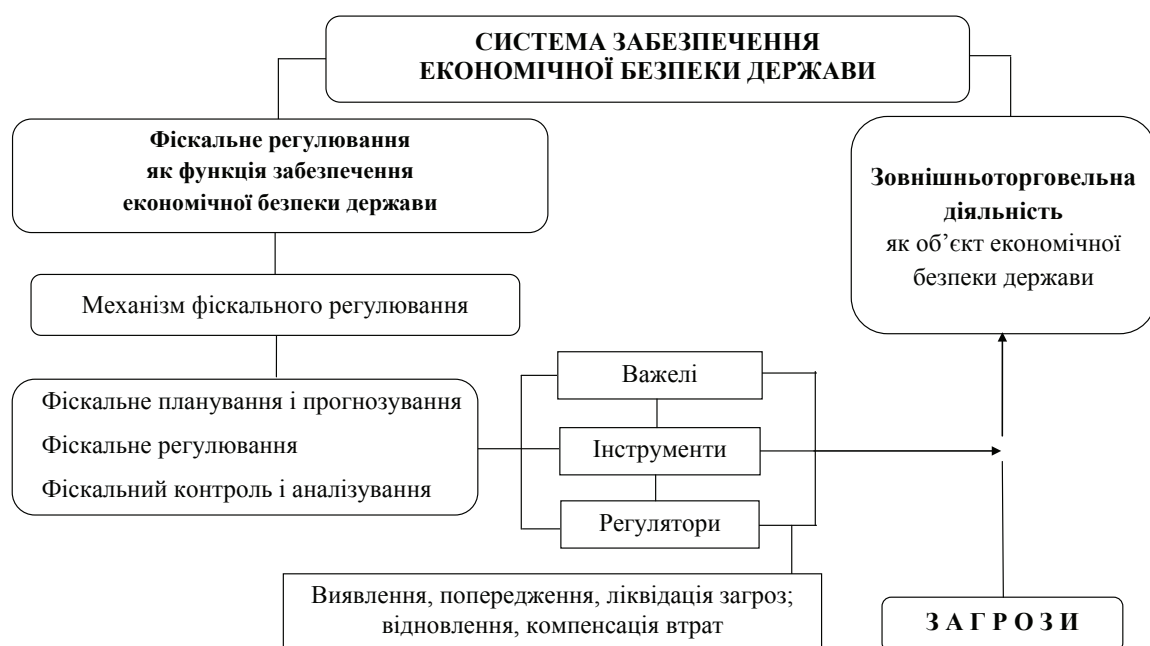 СИСТЕМА ЗАБЕЗПЕЧЕННЯ
ЕКОНОМІЧНОЇ БЕЗПЕКИ ДЕРЖАВИ
Фіскальне регулювання
як функція забезпечення
економічної безпеки держави
Зовнішньоторговельна
діяльність
як об’єкт економічної
безпеки держави
Механізм фіскального регулювання
Фіскальне планування і прогнозування
Фіскальне регулювання
Фіскальний контроль і аналізування
Важелі
Інструменти
Регулятори
Виявлення, попередження, ліквідація загроз;
відновлення, компенсація втрат
З А Г Р О З И